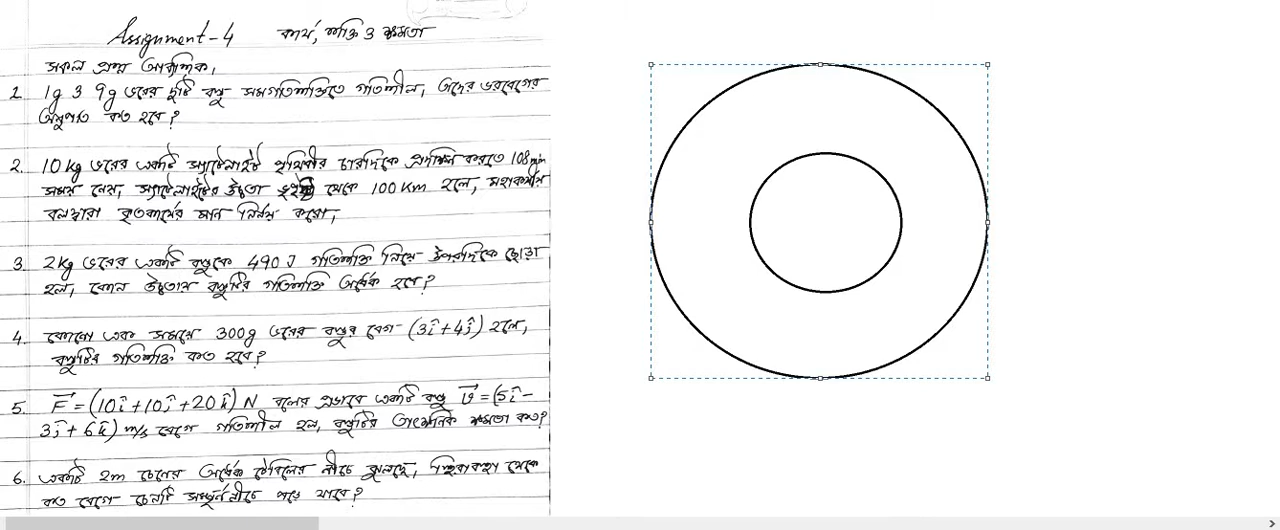 Assignment-4 কার্য, শক্তি ও ক্ষমতা
সকল প্রশ্ন আবশ্যিক।
1. 1g ও 9g ভরের দুটি বস্তু সমগতিশক্তিতে গতিশীল, তাদের ভরবেগের
অনুপাত কত হবে?
2. 10 kg ভরের একটি স্যাটেলাইট পৃথিবীর চারদিকে প্রদক্ষিণ করতে 108 min
সময় নেয়, স্যাটেলাইটের উচ্চতা ভূপৃষ্ঠ থেকে 100 Km হলে, মহাকর্ষীয়
বলদ্বারা কৃতকার্যের মান নির্ণয় করো,
3. 2kg ভরের একটি বস্তুকে 490 J গতিশক্তি নিয়ে উপরদিকে ছোড়া
হল, কোন উচ্চতায় বস্তুটির গতিশক্তি অর্ধেক হবে?
4. কোনো এক সময়ে 300g ভরের বস্তুর বেগ (3î+4ĵ) হলে,
বস্তুটির গতিশক্তি কত হবে?
5. F⃗ = (10î+10ĵ+20k̂) N বলের প্রভাবে একটি বস্তু v⃗ = (5î-
3ĵ+6k̂) m/s বেগে গতিশীল হল, বস্তুটির তাৎক্ষণিক ক্ষমতা কত?
6. একটি 2m চেনের অর্ধেক টেবিলের নীচে ঝুলছে, স্থিরাবস্থা থেকে
কত বেগে চেনটি সম্পূর্ণ নীচে পড়ে যাবে?